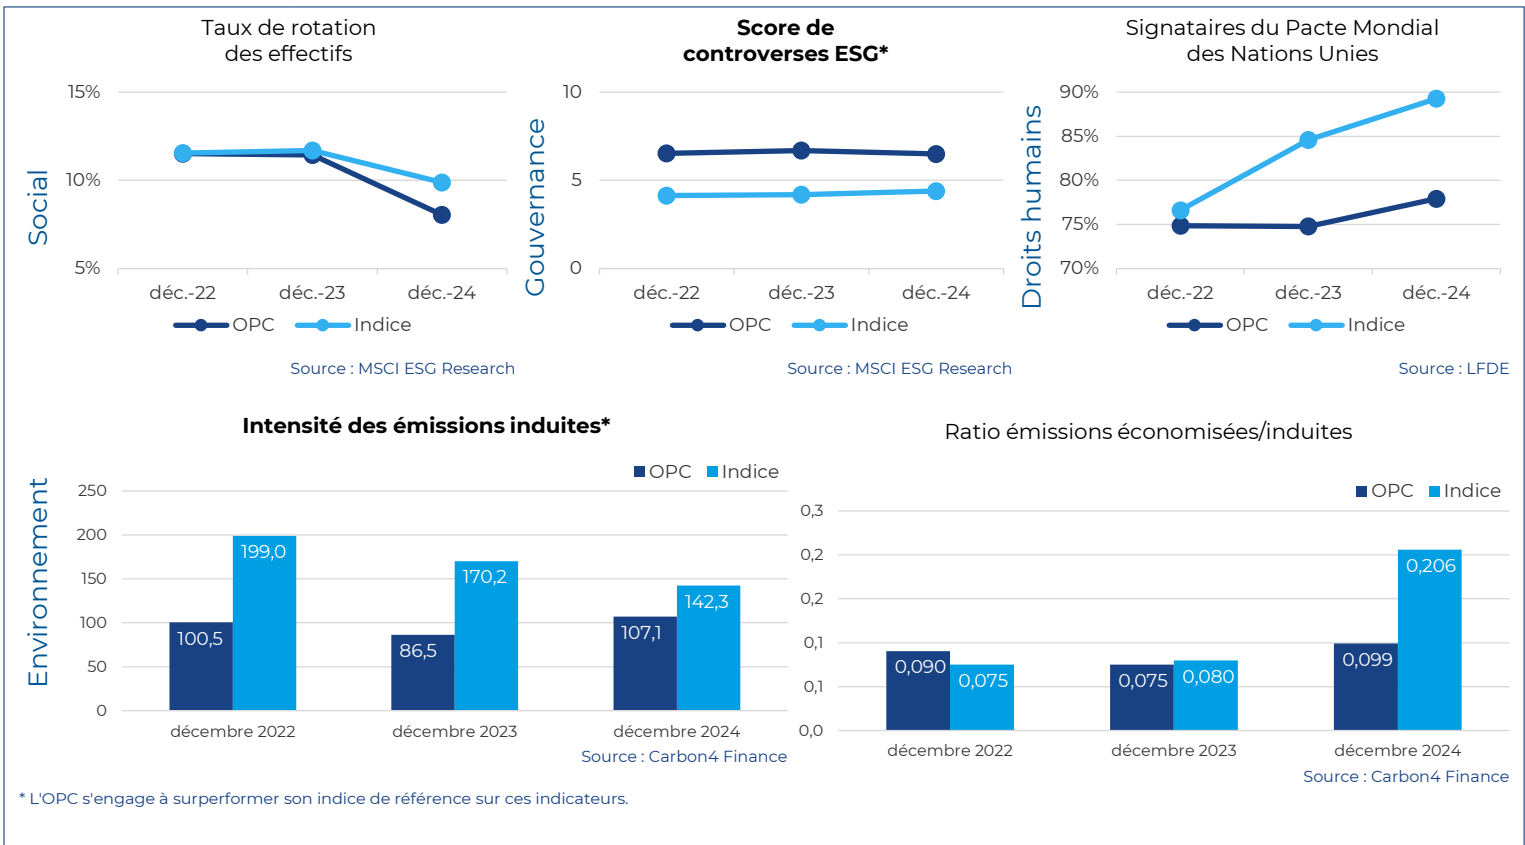 Taux de rotation
des effectifs
15%
10%
5%
Social
déc.-22
déc.-23
déc.-24
OPC
Indice
Source : MSCI ESG Research
Score de
controverses ESG*
10
5
0
Gouvernance
déc.-22
déc.-23
déc.-24
OPC
Indice
Source : MSCI ESG Research
Signataires du Pacte Mondial
des Nations Unies
90%
85%
80%
75%
70%
Droits humains
déc.-22
déc.-23
déc.-24
OPC
Indice
Source : LFDE
Environnement
Intensité des émissions induites*
OPC
Indice
250
200
150
100
50
0
100,5
199,0
86,5
170,2
107,1
142,3
décembre 2022
décembre 2023
décembre 2024
Source : Carbon4 Finance
Ratio émissions économisées/induites
OPC
Indice
0,3
0,2
0,2
0,1
0,1
0,0
0,090
0,075
0,075
0,080
0,099
0,206
décembre 2022
décembre 2023
décembre 2024
Source : Carbon4 Finance
* L'OPC s'engage à surperformer son indice de référence sur ces indicateurs.